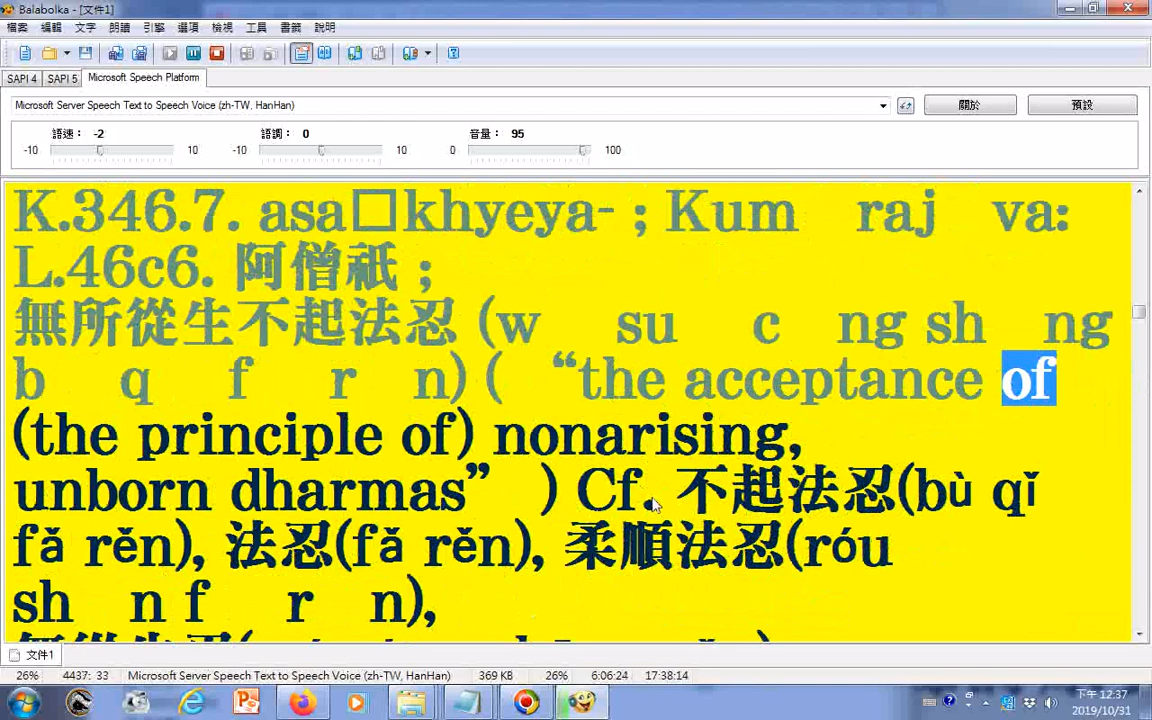 Balabolka - [文件1]
檔案 編輯 文字 朗讀 引擎 選項 檢視 工具 書籤 說明
SAPI 4 SAPI 5 Microsoft Speech Platform
Microsoft Server Speech Text to Speech Voice (zh-TW, HanHan) 關於 預設
語速： -2 語調： 0 音量： 95
-10 10 -10 10 0 100
K.346.7. asa□khyeya- ; Kum raj va:
L.46c6. 阿僧祇；
無所從生不起法忍 (w su c ng sh ng
b q f r n) ( “the acceptance of
(the principle of) nonarising,
unborn dharmas” ) Cf. 不起法忍(bù qǐ
fǎ rěn), 法忍(fǎ rěn), 柔順法忍(róu
sh n f r n),
文件1
26% 4437: 33 Microsoft Server Speech Text to Speech Voice (zh-TW, HanHan) 369 KB 26% 6:06:24 17:38:14
下午 12:37
2019/10/31